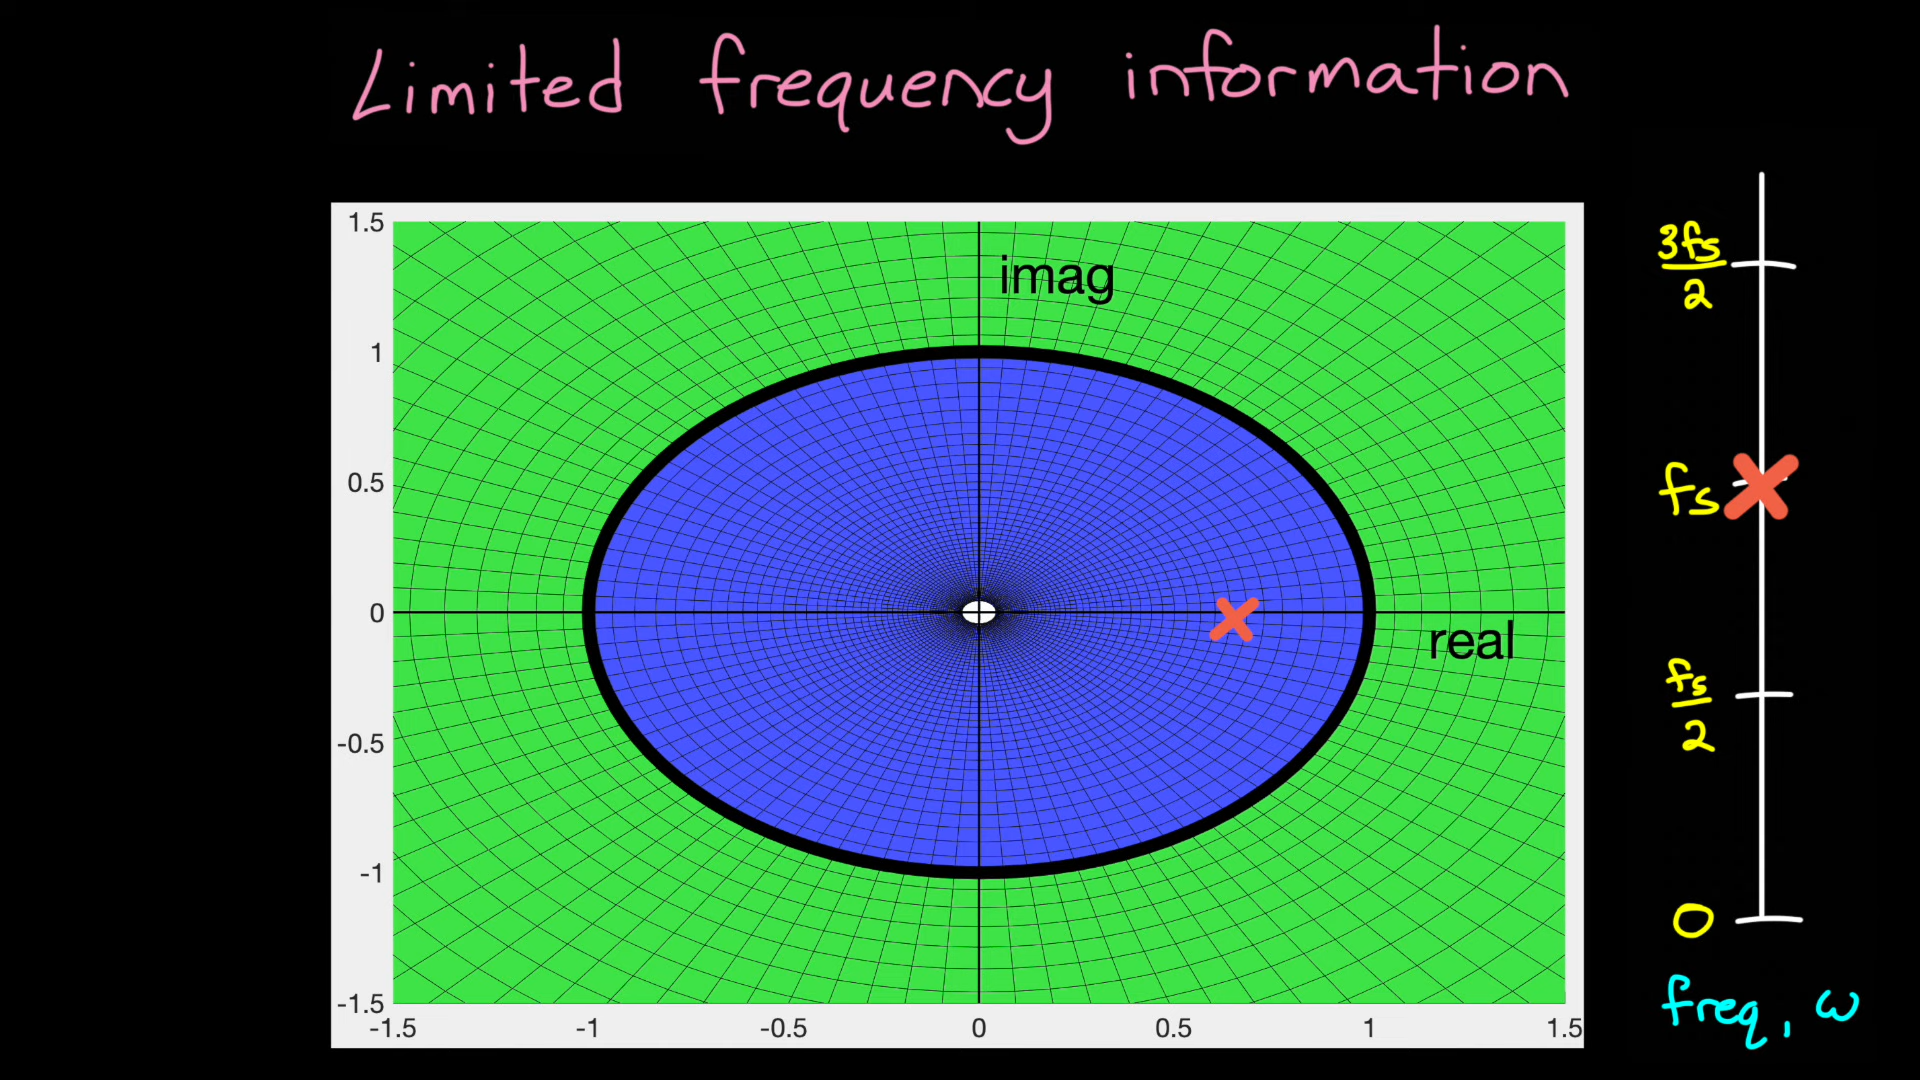 Limited frequency information
1.5
imag
1
0.5
0
real
-0.5
-1
-1.5
-1.5 -1 -0.5 0 0.5 1 1.5
3fs
2
fs
fs
2
0
freq, ω